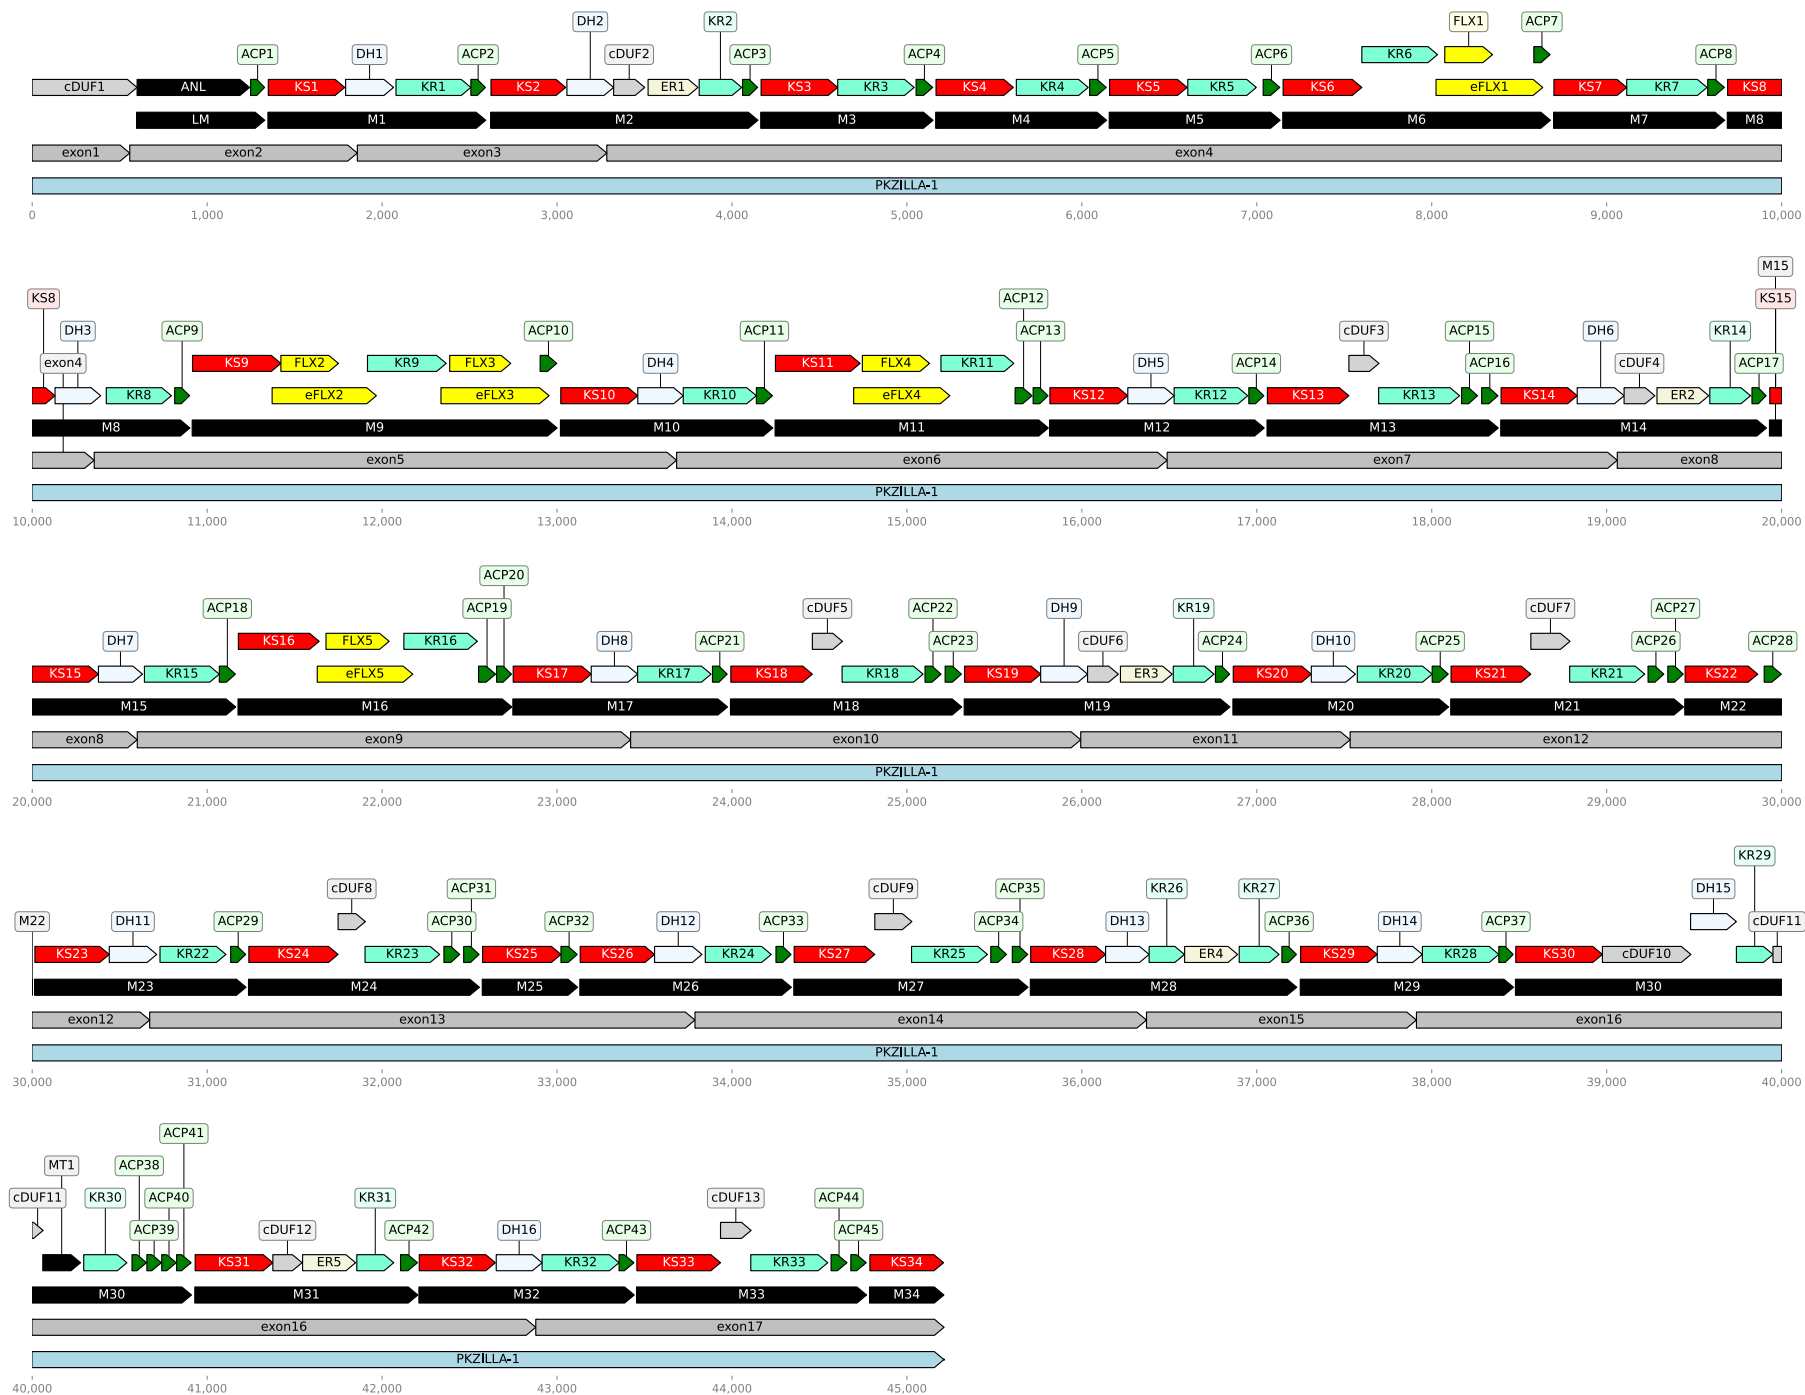 DH2 KR2 FLX1 ACP7
ACP1 DH1 ACP2 cDUF2 ACP3 ACP4 ACP5 ACP6 KR6 ACP8
cDUF1 ANL KS1 KR1 KS2 ER1 KS3 KR3 KS4 KR4 KS5 KR5 KS6 eFLX1 KS7 KR7 KS8
LM M1 M2 M3 M4 M5 M6 M7 M8
exon1 exon2 exon3 exon4
PKZILLA-1
0 1,000 2,000 3,000 4,000 5,000 6,000 7,000 8,000 9,000 10,000
M15
KS8 ACP12 KS15
DH3 ACP9 ACP10 DH4 ACP11 ACP13 cDUF3 ACP15 DH6 KR14
exon4 KS9 FLX2 KR9 FLX3 KS11 FLX4 KR11 DH5 ACP14 ACP16 cDUF4 ACP17
KR8 eFLX2 eFLX3 KS10 KR10 eFLX4 KS12 KR12 KS13 KR13 KS14 ER2
M8 M9 M10 M11 M12 M13 M14
exon5 exon6 exon7 exon8
PKZILLA-1
10,000 11,000 12,000 13,000 14,000 15,000 16,000 17,000 18,000 19,000 20,000
ACP20
ACP18 ACP19 cDUF5 ACP22 DH9 KR19 cDUF7 ACP27
DH7 KS16 FLX5 KR16 DH8 ACP21 ACP23 cDUF6 ACP24 DH10 ACP25 ACP26 ACP28
KS15 KR15 eFLX5 KS17 KR17 KS18 KR18 KS19 ER3 KS20 KR20 KS21 KR21 KS22
M15 M16 M17 M18 M19 M20 M21 M22
exon8 exon9 exon10 exon11 exon12
PKZILLA-1
20,000 21,000 22,000 23,000 24,000 25,000 26,000 27,000 28,000 29,000 30,000
KR29
cDUF8 ACP31 cDUF9 ACP35 KR26 KR27 DH15
M22 DH11 ACP29 ACP30 ACP32 DH12 ACP33 ACP34 DH13 ACP36 DH14 ACP37 cDUF11
KS23 KR22 KS24 KR23 KS25 KS26 KR24 KS27 KR25 KS28 ER4 KS29 KR28 KS30 cDUF10
M23 M24 M25 M26 M27 M28 M29 M30
exon12 exon13 exon14 exon15 exon16
PKZILLA-1
30,000 31,000 32,000 33,000 34,000 35,000 36,000 37,000 38,000 39,000 40,000
ACP41
MT1 ACP38
cDUF11 KR30 ACP40 KR31 cDUF13 ACP44
ACP39 cDUF12 ACP42 DH16 ACP43 ACP45
KS31 ER5 KS32 KR32 KS33 KR33 KS34
M30 M31 M32 M33 M34
exon16 exon17
PKZILLA-1
40,000 41,000 42,000 43,000 44,000 45,000